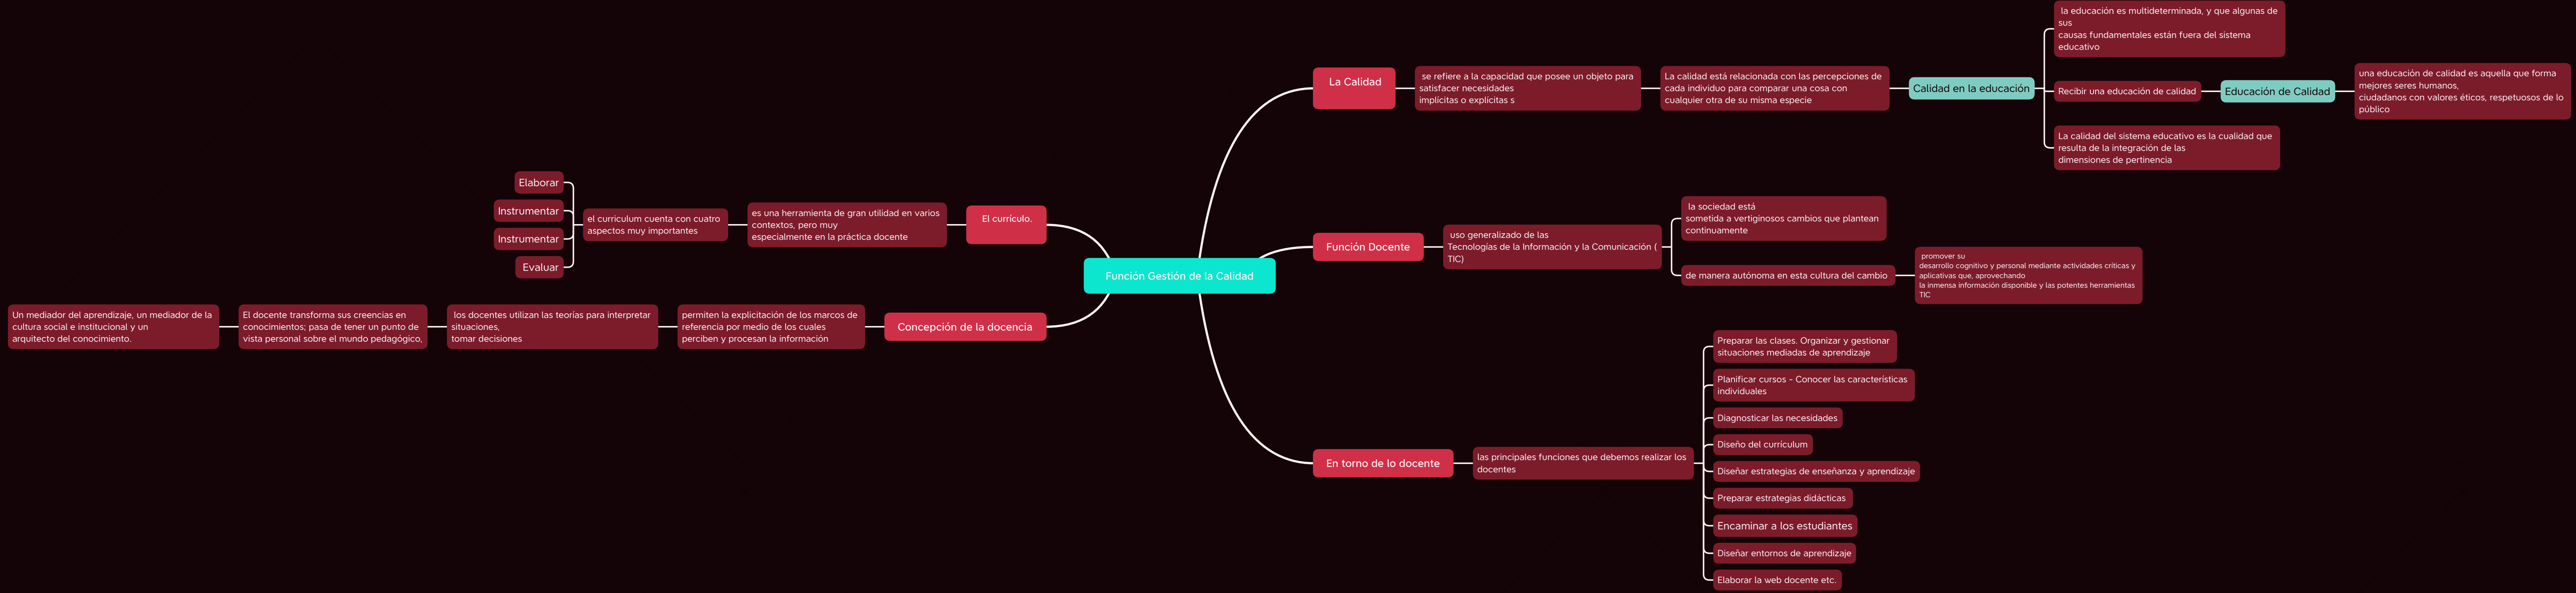 Función Gestión de la Calidad
La Calidad
se refiere a la capacidad que posee un objeto para
satisfacer necesidades
implícitas o explícitas s
La calidad está relacionada con las percepciones de
cada individuo para comparar una cosa con
cualquier otra de su misma especie
Calidad en la educación
la educación es multideterminada, y que algunas de
sus
causas fundamentales están fuera del sistema
educativo
Recibir una educación de calidad
Educación de Calidad
una educación de calidad es aquella que forma
mejores seres humanos,
ciudadanos con valores éticos, respetuosos de lo
público
La calidad del sistema educativo es la cualidad que
resulta de la integración de las
dimensiones de pertinencia
Función Docente
uso generalizado de las
Tecnologías de la Información y la Comunicación (
TIC)
la sociedad está
sometida a vertiginosos cambios que plantean
continuamente
de manera autónoma en esta cultura del cambio
promover su
desarrollo cognitivo y personal mediante actividades críticas y
aplicativas que, aprovechando
la inmensa información disponible y las potentes herramientas
TIC
En torno de lo docente
las principales funciones que debemos realizar los
docentes
Preparar las clases. Organizar y gestionar
situaciones mediadas de aprendizaje
Planificar cursos - Conocer las características
individuales
Diagnosticar las necesidades
Diseño del currículum
Diseñar estrategias de enseñanza y aprendizaje
Preparar estrategias didácticas
Encaminar a los estudiantes
Diseñar entornos de aprendizaje
Elaborar la web docente etc.
El currículo.
es una herramienta de gran utilidad en varios
contextos, pero muy
especialmente en la práctica docente
el curriculum cuenta con cuatro
aspectos muy importantes
Elaborar
Instrumentar
Instrumentar
Evaluar
Concepción de la docencia
permiten la explicitación de los marcos de
referencia por medio de los cuales
perciben y procesan la información
los docentes utilizan las teorías para interpretar
situaciones,
tomar decisiones
El docente transforma sus creencias en
conocimientos; pasa de tener un punto de
vista personal sobre el mundo pedagógico,
Un mediador del aprendizaje, un mediador de la
cultura social e institucional y un
arquitecto del conocimiento.